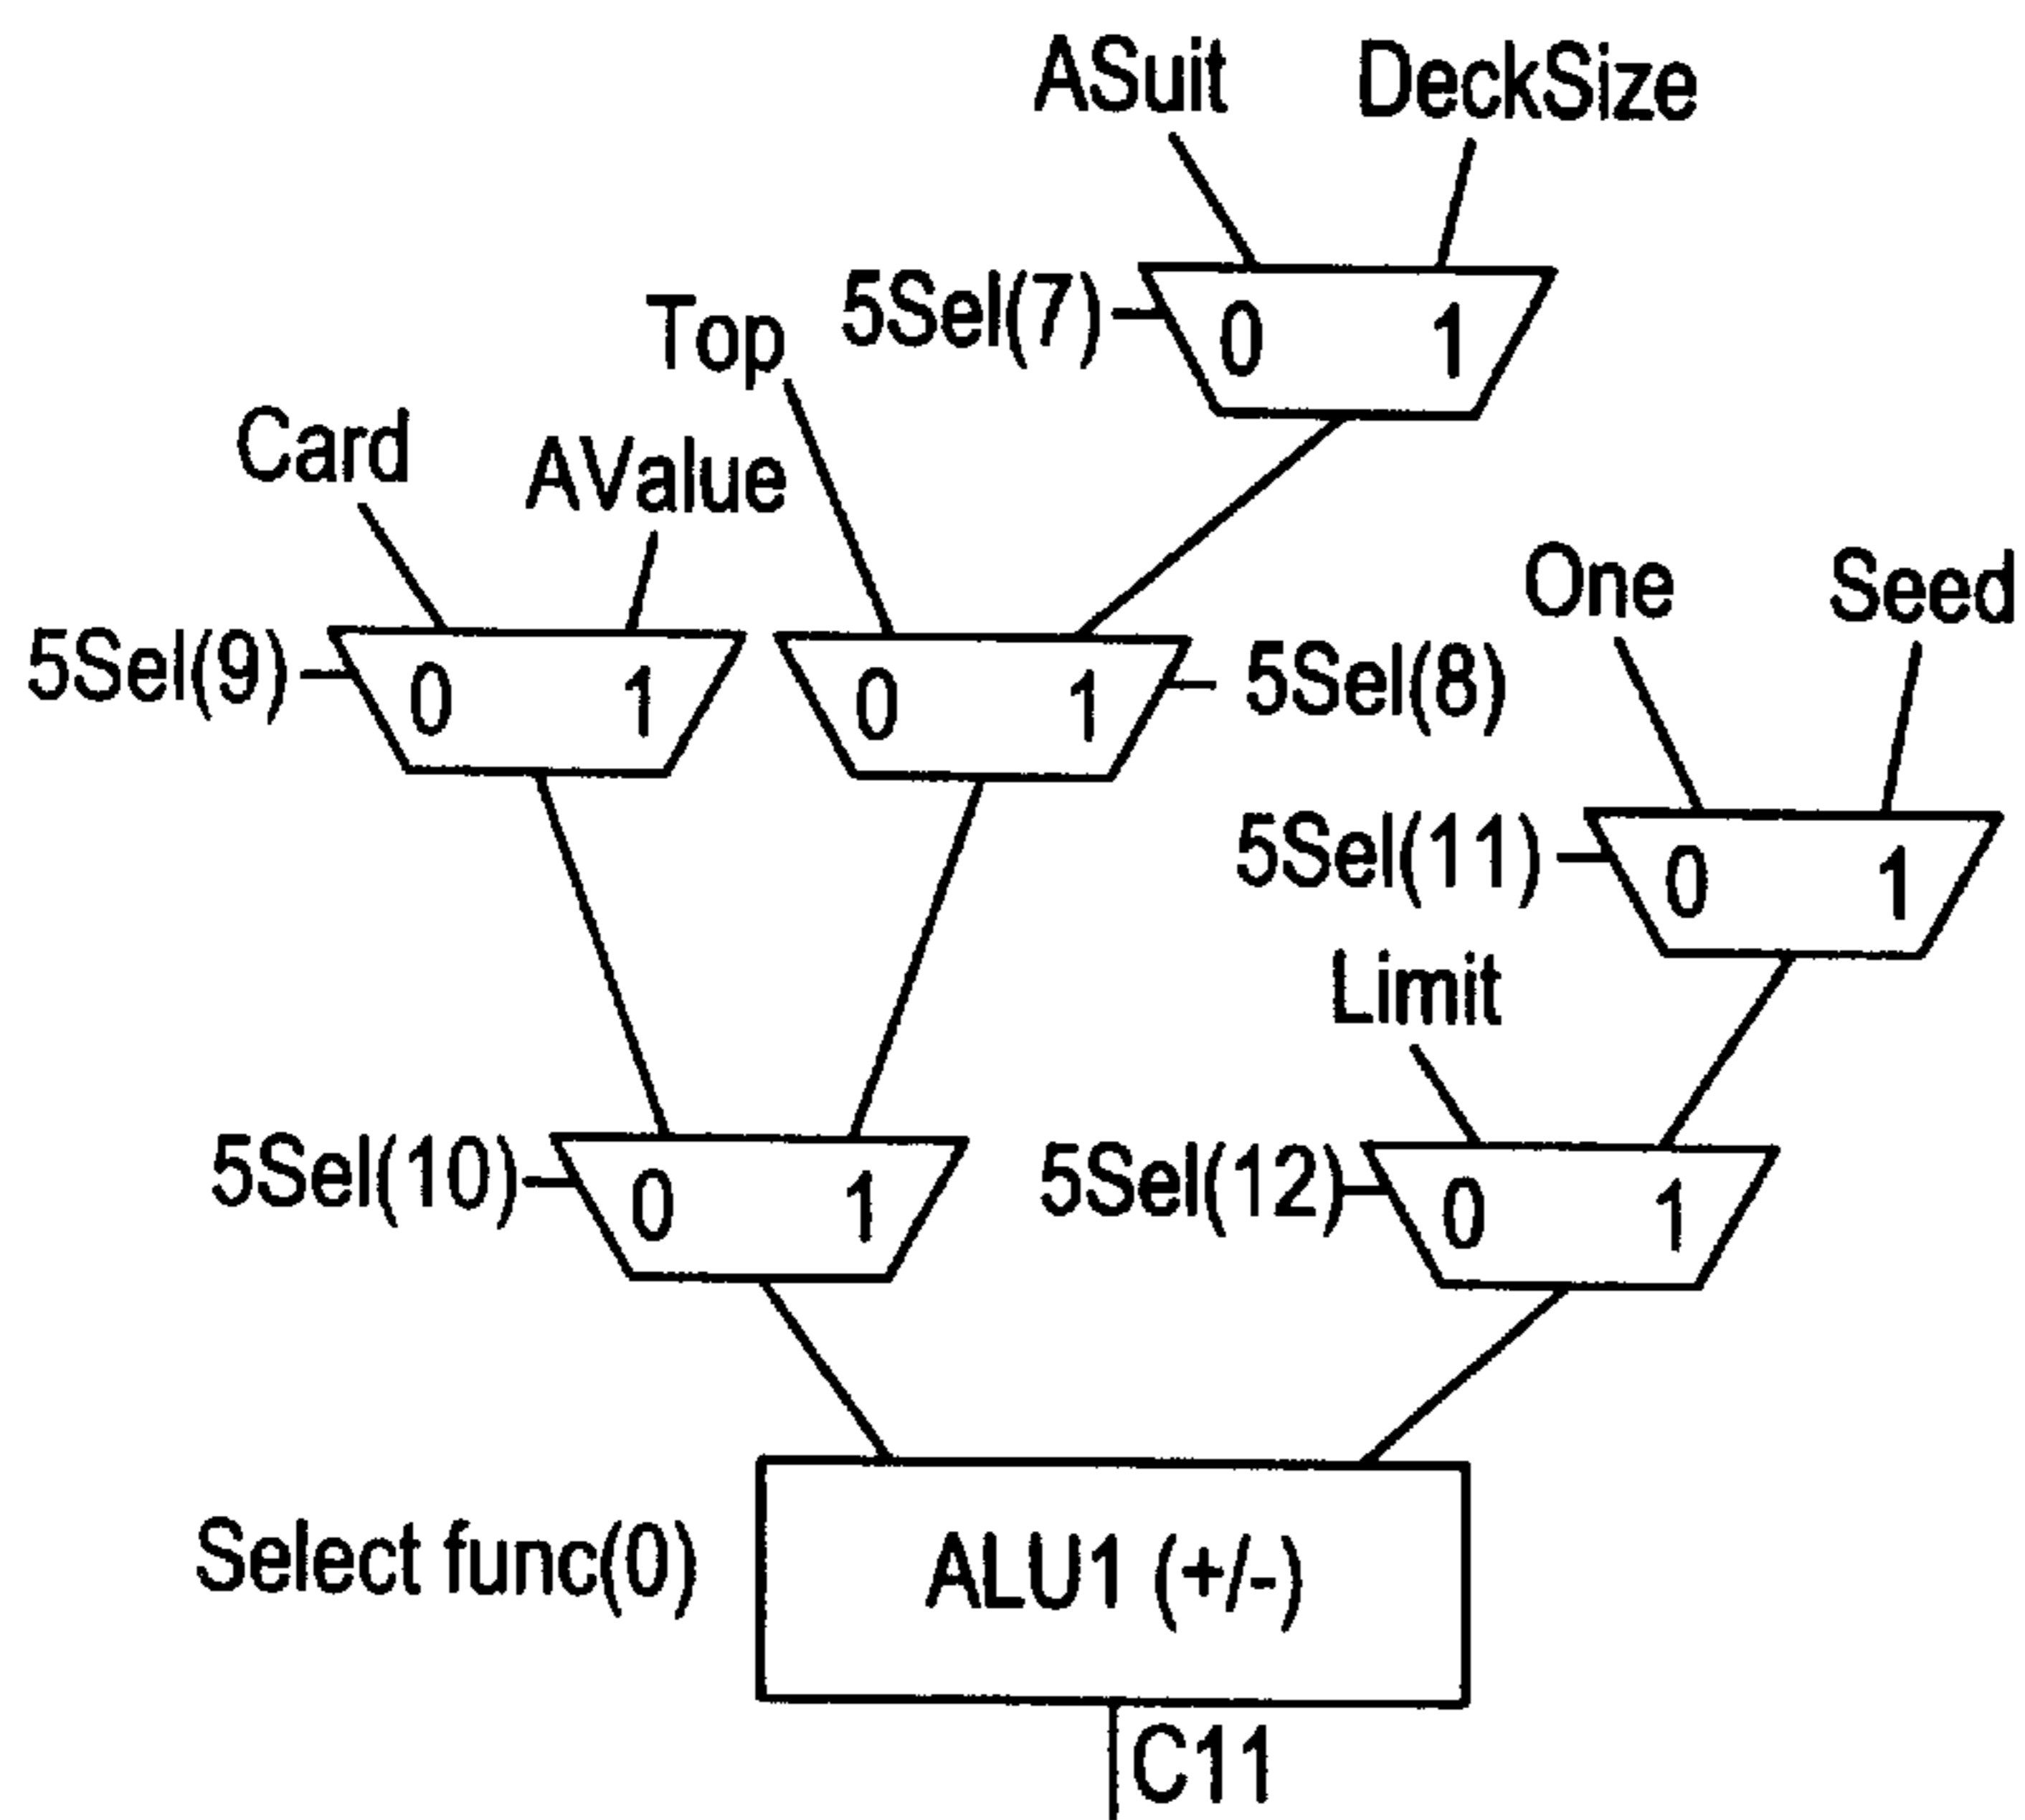 ASuit DeckSize
5Sel(7) 0 1
Top
Card AValue
One Seed
5Sel(9) 0 1 0 1 5Sel(8)
5Sel(11) 0 1
Limit
5Sel(10) 0 1 5Sel(12) 0 1
Select func(0) ALU1 (+/-)
C11